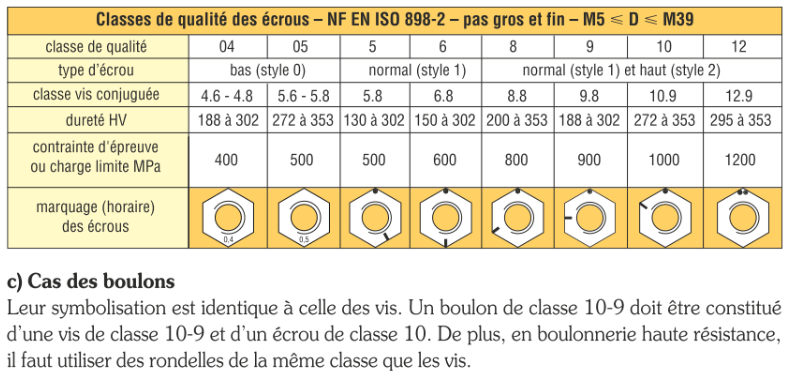 Classes de qualité des écrous – NF EN ISO 898-2 – pas gros et fin – M5 ⩽ D ⩽ M39
classe de qualité 04 05 5 6 8 9 10 12
type d'écrou bas (style 0) normal (style 1) normal (style 1) et haut (style 2)
classe vis conjuguée 4.6 - 4.8 5.6 - 5.8 5.8 6.8 8.8 9.8 10.9 12.9
dureté HV 188 à 302 272 à 353 130 à 302 150 à 302 200 à 353 188 à 302 272 à 353 295 à 353
contrainte d'épreuve
ou charge limite MPa 400 500 500 600 800 900 1000 1200
marquage (horaire)
des écrous
0,4 0,5
c) Cas des boulons
Leur symbolisation est identique à celle des vis. Un boulon de classe 10-9 doit être constitué
d'une vis de classe 10-9 et d'un écrou de classe 10. De plus, en boulonnerie haute résistance,
il faut utiliser des rondelles de la même classe que les vis.